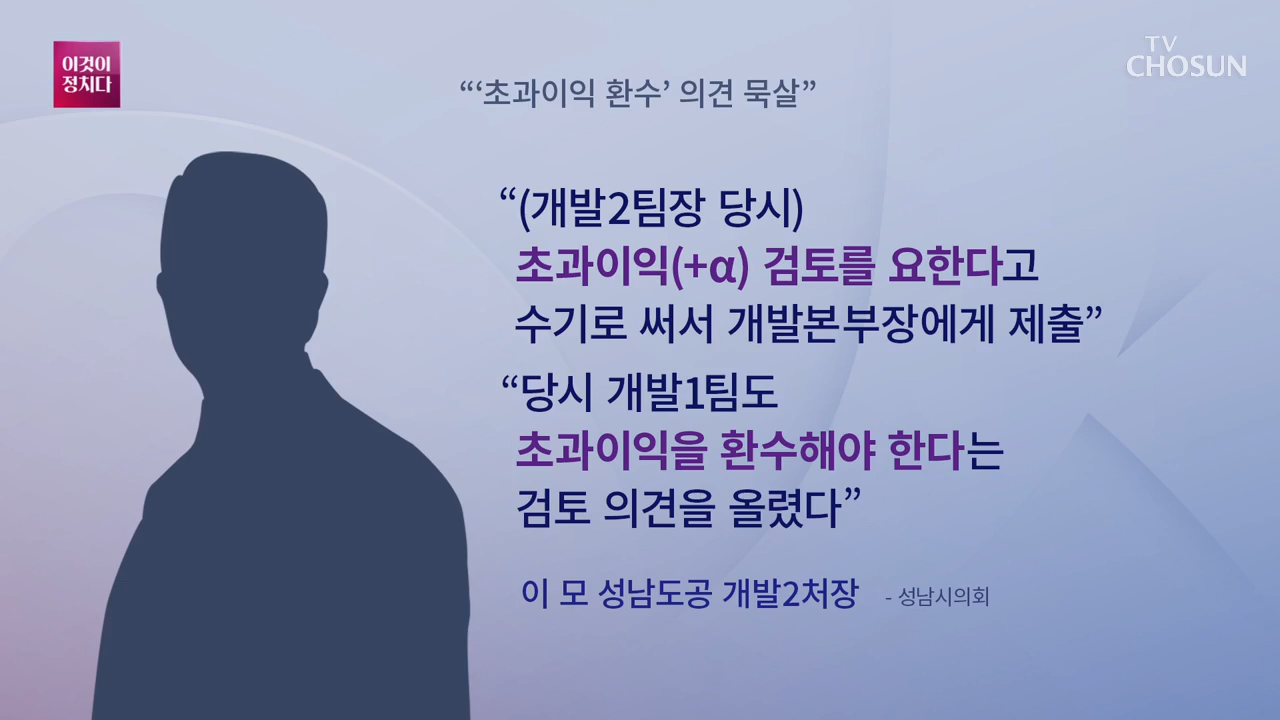 이것이
정치다
TV
CHOSUN
“‘초과이익 환수’ 의견 묵살”
“(개발2팀장 당시)
초과이익(+α) 검토를 요한다고
수기로 써서 개발본부장에게 제출”
“당시 개발1팀도
초과이익을 환수해야 한다는
검토 의견을 올렸다”
이 모 성남도공 개발2처장 - 성남시의회